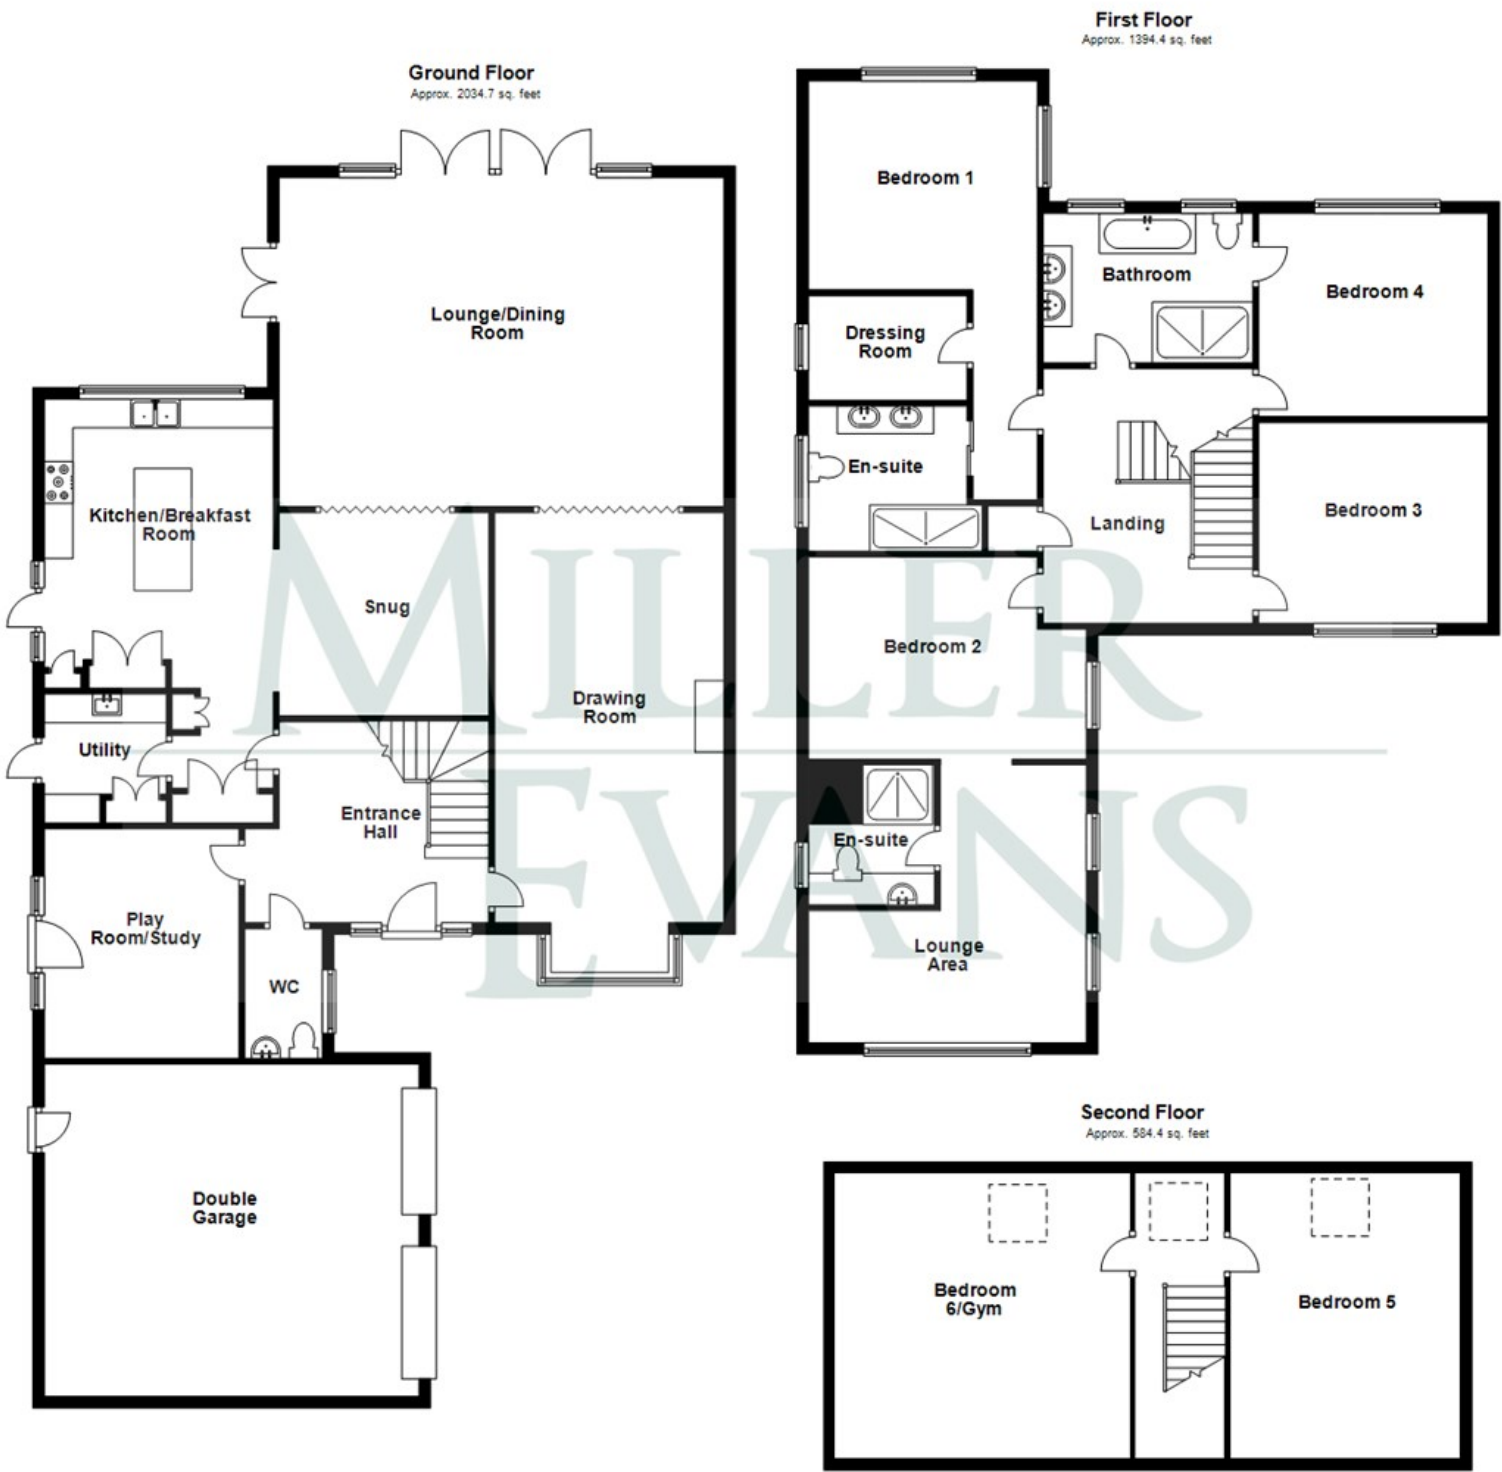 Ground Floor
Approx. 2034.7 sq. feet
Lounge/Dining
Room
Kitchen/Breakfast
Room
Snug
Drawing
Room
Utility
Entrance
Hall
Play
Room/Study
WC
Double
Garage
First Floor
Approx. 1394.4 sq. feet
Bedroom 1
Bathroom
Bedroom 4
Dressing
Room
En-suite
Landing
Bedroom 3
Bedroom 2
En-suite
Lounge
Area
Second Floor
Approx. 584.4 sq. feet
Bedroom
6/Gym
Bedroom 5
MILLER
EVANS